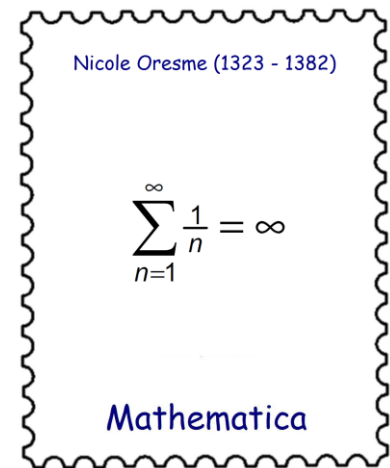 Nicole Oresme (1323 - 1382)
∞
∑ 1/n = ∞
n=1
Mathematica